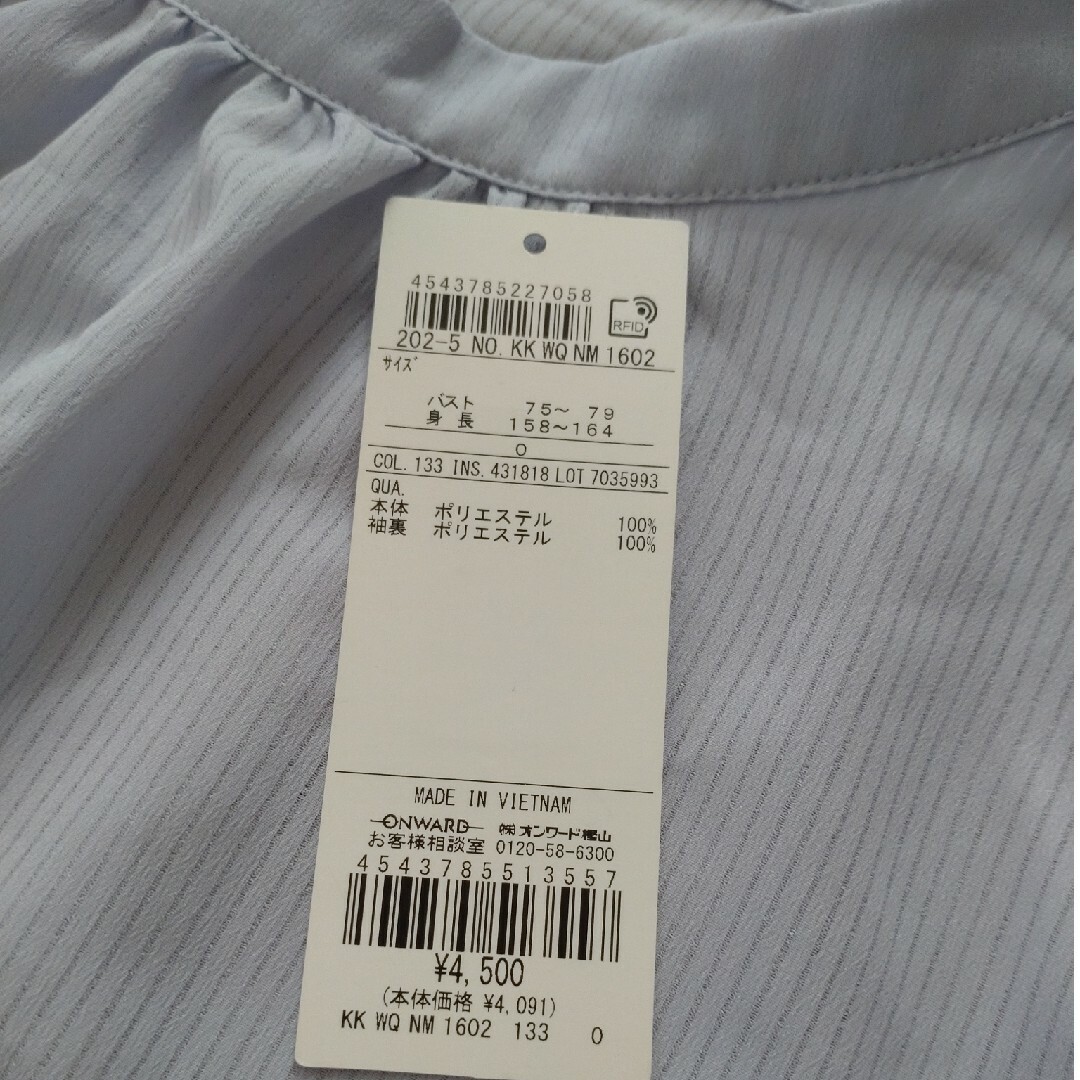 4543785227058
RFID
202-5 NO. KK WQ NM 1602
サイズ
バスト 75～ 79
身長 158～164
0
COL. 133 INS. 431818 LOT 7035993
QUA.
本体 ポリエステル 100%
袖裏 ポリエステル 100%
MADE IN VIETNAM
ONWARD ㈱オンワード樫山
お客様相談室 0120-58-6300
4543785513557
¥4,500
(本体価格 ¥4,091)
KK WQ NM 1602 133 0